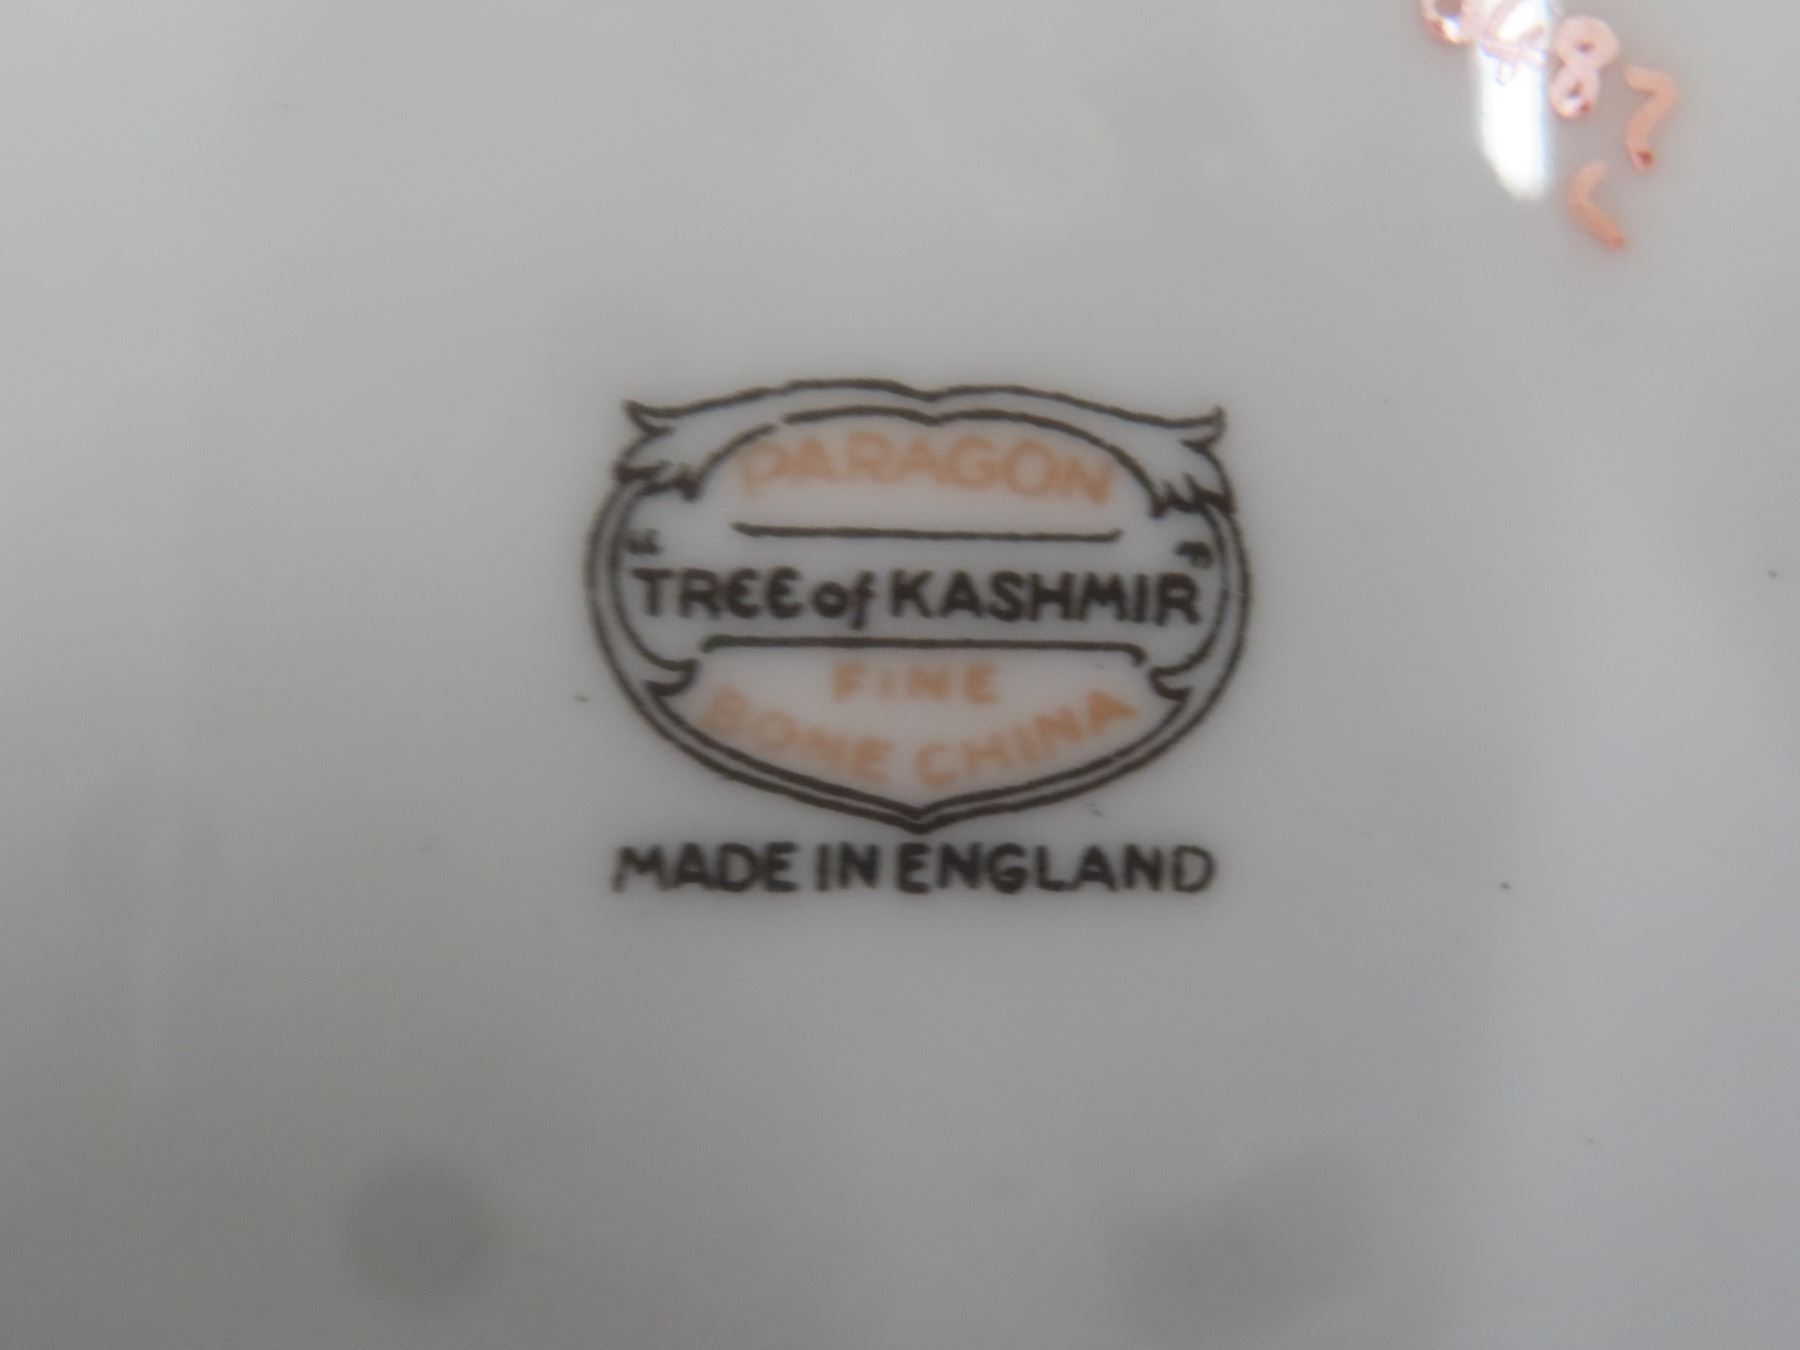 PARAGON
"TREE of KASHMIR"
FINE
BONE CHINA
MADE IN ENGLAND